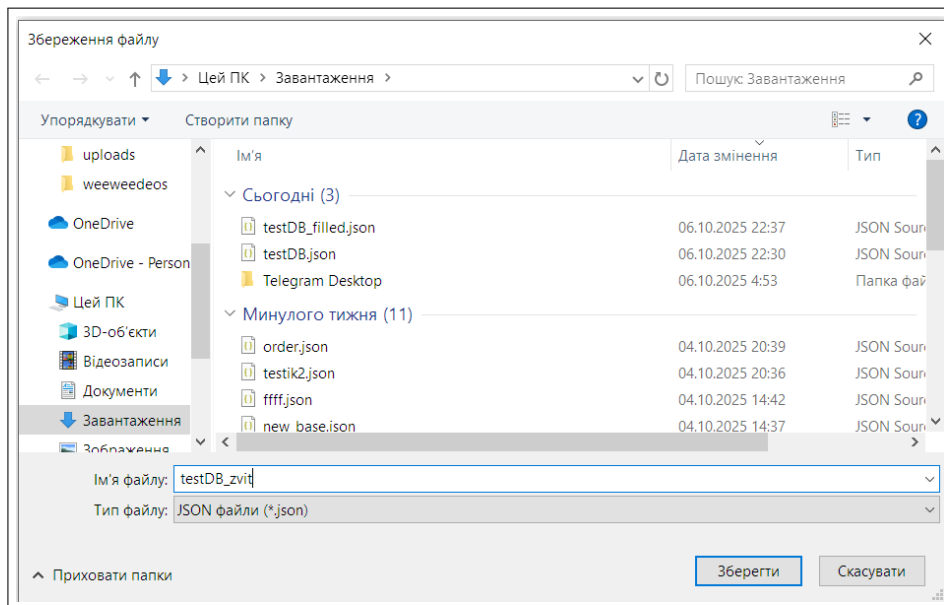 Збереження файлу
Цей ПК > Завантаження >
Пошук: Завантаження
Упорядкувати Створити папку
uploads
weeweedeos
OneDrive
OneDrive - Person
Цей ПК
3D-об'єкти
Відеозаписи
Документи
Завантаження
Зображення
Ім'я Дата змінення Тип
Сьогодні (3)
testDB_filled.json 06.10.2025 22:37 JSON Sour
testDB.json 06.10.2025 22:30 JSON Sour
Telegram Desktop 06.10.2025 4:53 Папка фай
Минулого тижня (11)
order.json 04.10.2025 20:39 JSON Sour
testik2.json 04.10.2025 20:36 JSON Sour
ffff.json 04.10.2025 14:42 JSON Sour
new_base.json 04.10.2025 14:37 JSON Sour
Ім'я файлу: testDB_zvit
Тип файлу: JSON файли (*.json)
Приховати папки
Зберегти Скасувати